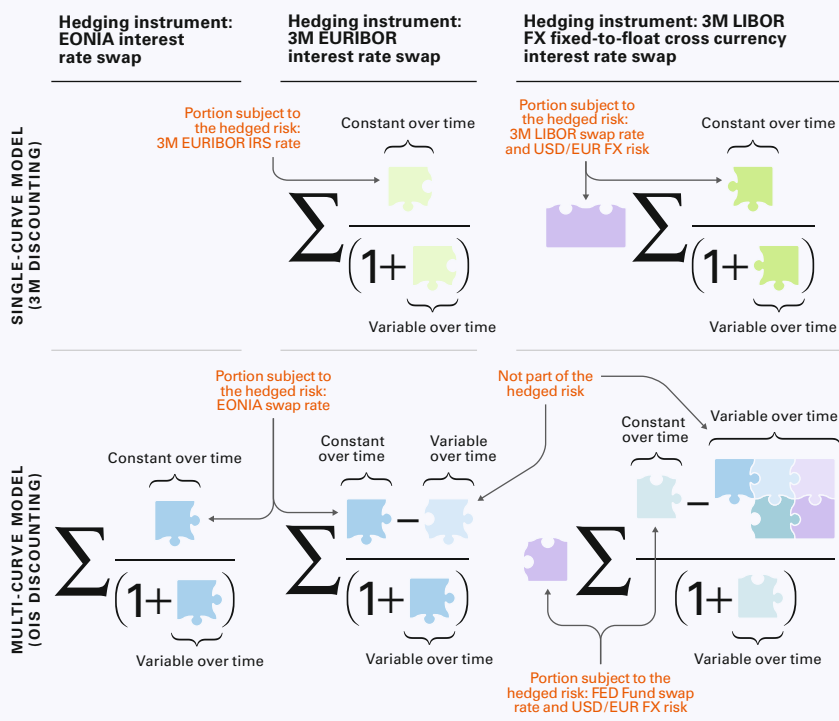 Hedging instrument:
EONIA interest
rate swap
Hedging instrument:
3M EURIBOR
interest rate swap
Hedging instrument: 3M LIBOR
FX fixed-to-float cross currency
interest rate swap
SINGLE-CURVE MODEL
(3M DISCOUNTING)
Portion subject to
the hedged risk:
3M EURIBOR IRS rate
Constant over time
∑
(1+ )
Variable over time
Portion subject to
the hedged risk:
3M LIBOR swap rate
and USD/EUR FX risk
Constant over time
∑
(1+ )
Variable over time
MULTI-CURVE MODEL
(OIS DISCOUNTING)
Constant over time
∑
(1+ )
Variable over time
Portion subject to
the hedged risk:
EONIA swap rate
Constant
over time
Variable
over time
∑ –
(1+ )
Variable over time
Not part of the
hedged risk
Constant
over time
Variable over time
∑ –
(1+ )
Variable over time
Portion subject to the
hedged risk: FED Fund swap
rate and USD/EUR FX risk